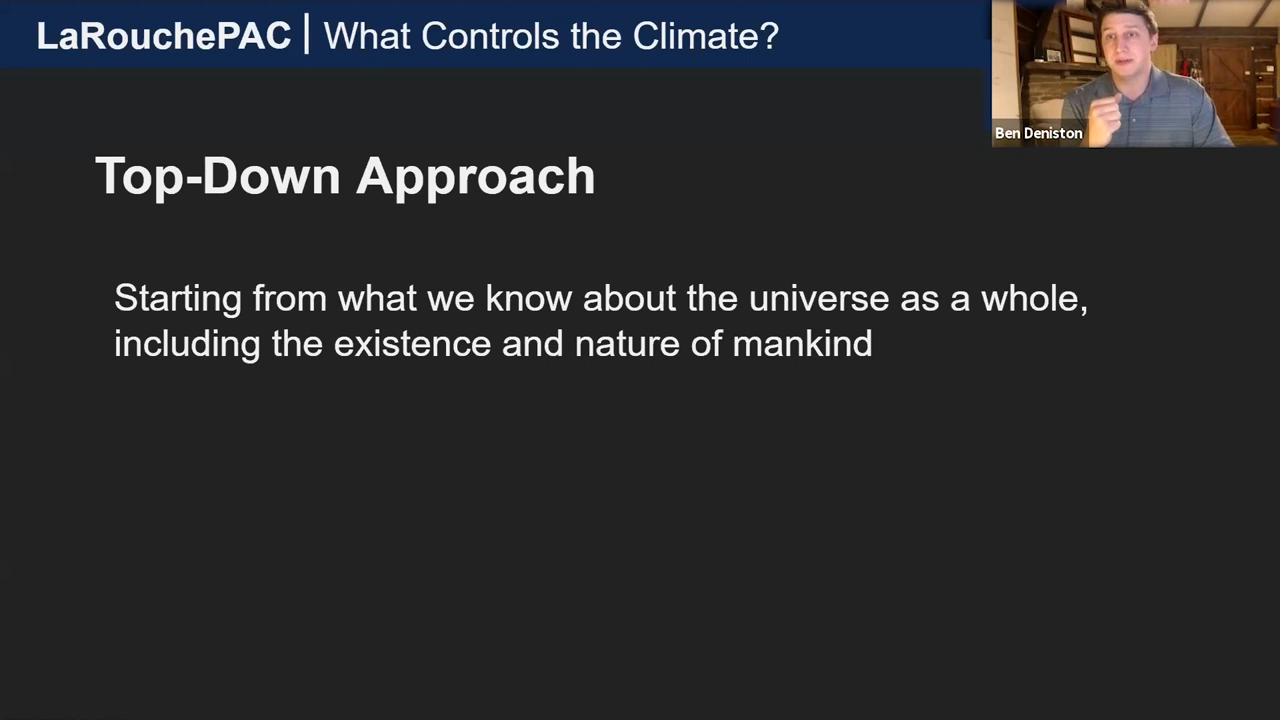 LaRouchePAC | What Controls the Climate?
Ben Deniston
Top-Down Approach
Starting from what we know about the universe as a whole,
including the existence and nature of mankind